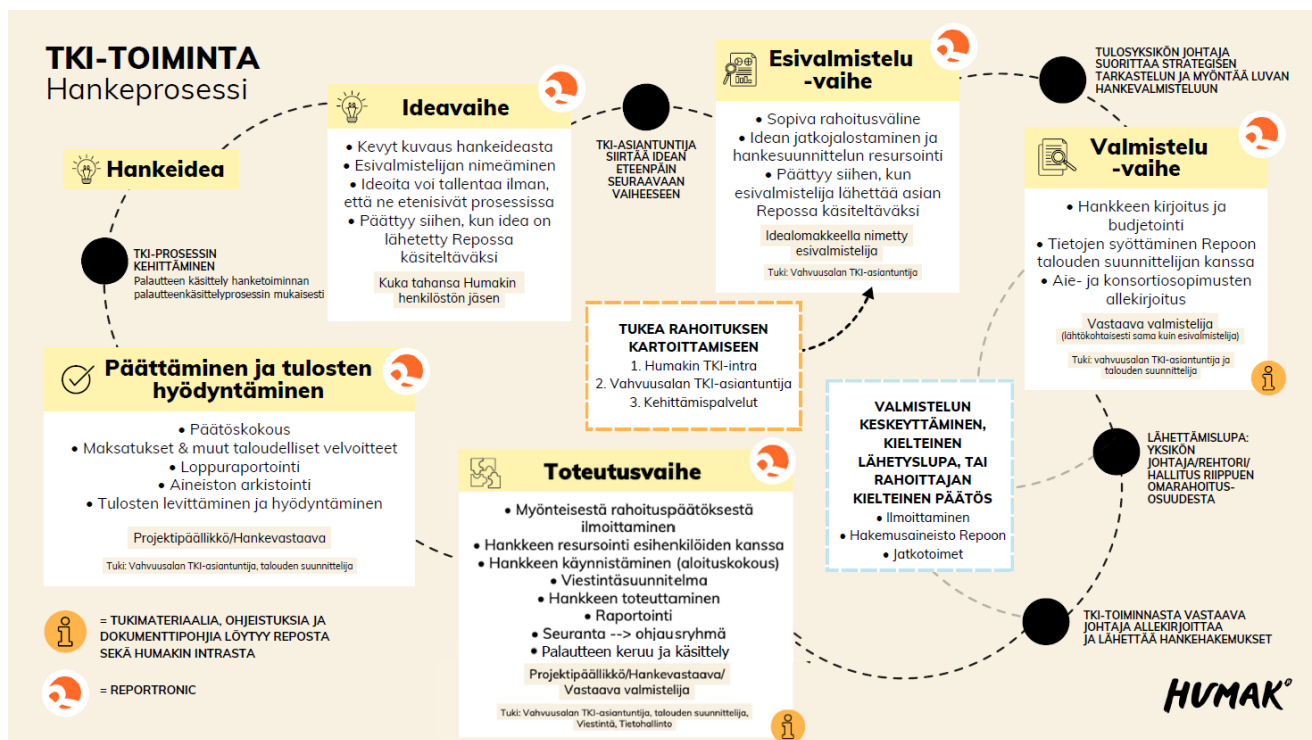 TKI-TOIMINTA
Hankeprosessi
Hankeidea
Ideavaihe
• Kevyt kuvaus hankeideasta
• Esivalmistelijan nimeäminen
• Ideoita voi tallentaa ilman,
että ne etenisivät prosessissa
• Päättyy siihen, kun idea on
lähetetty Repossa
käsiteltäväksi
Kuka tahansa Humakin
henkilöstön jäsen
TKI-ASIANTUNTIJA
SIIRTÄÄ IDEAN
ETEENPÄIN
SEURAAVAAN
VAIHEESEEN
Esivalmistelu
-vaihe
• Sopiva rahoitusväline
• Idean jatkojalostaminen ja
hankesuunnittelun resursointi
• Päättyy siihen, kun
esivalmistelija lähettää asian
Repossa käsiteltäväksi
Idealomakkeella nimetty
esivalmistelija
Tuki: Vahvuusalan TKI-asiantuntija
TULOSYKSIKÖN JOHTAJA
SUORITTAA STRATEGISEN
TARKASTELUN JA MYÖNTÄÄ LUVAN
HANKEVALMISTELUUN
Valmistelu
-vaihe
• Hankkeen kirjoitus ja
budjetointi
• Tietojen syöttäminen Repoon
talouden suunnittelijan kanssa
• Aie- ja konsortiosopimusten
allekirjoitus
Vastaava valmistelija
(lähtökohtaisesti sama kuin esivalmistelija)
Tuki: vahvuusalan TKI-asiantuntija ja
talouden suunnittelija
TUKEA RAHOITUKSEN
KARTOITTAMISEEN
1. Humakin TKI-intra
2. Vahvuusalan TKI-asiantuntija
3. Kehittämispalvelut
VALMISTELUN
KESKEYTTÄMINEN,
KIELTEINEN
LÄHETYSLUPA, TAI
RAHOITTAJAN
KIELTEINEN PÄÄTÖS
• Ilmoittaminen
• Hakemusaineisto Repoon
• Jatkotoimet
LÄHETTÄMISLUPA:
YKSIKÖN
JOHTAJA/REHTORI/
HALLITUS RIIPPUEN
OMARAHOITUS-
OSUUDESTA
TKI-TOIMINNASTA VASTAAVA
JOHTAJA ALLEKIRJOITTAA
JA LÄHETTÄÄ HANKEHAKEMUKSET
Toteutusvaihe
• Myönteisestä rahoituspäätöksestä
ilmoittaminen
• Hankkeen resursointi esihenkilöiden kanssa
• Hankkeen käynnistäminen (aloituskokous)
• Viestintäsuunnitelma
• Hankkeen toteuttaminen
• Raportointi
• Seuranta --> ohjausryhmä
• Palautteen keruu ja käsittely
Projektipäällikkö/Hankevastaava/
Vastaava valmistelija
Tuki: Vahvuusalan TKI-asiantuntija, talouden suunnittelija,
Viestintä, Tietohallinto
Päättäminen ja tulosten
hyödyntäminen
• Päätöskokous
• Maksatukset & muut taloudelliset velvoitteet
• Loppuraportointi
• Aineiston arkistointi
• Tulosten levittäminen ja hyödyntäminen
Projektipäällikkö/Hankevastaava
Tuki: Vahvuusalan TKI-asiantuntija, talouden suunnittelija
TKI-PROSESSIN
KEHITTÄMINEN
Palautteen käsittely hanketoiminnan
palautteenkäsittelyprosessin mukaisesti
= TUKIMATERIAALIA, OHJEISTUKSIA JA
DOKUMENTTIPOHJIA LÖYTYY REPOSTA
SEKÄ HUMAKIN INTRASTA
= REPORTRONIC
HUMAK